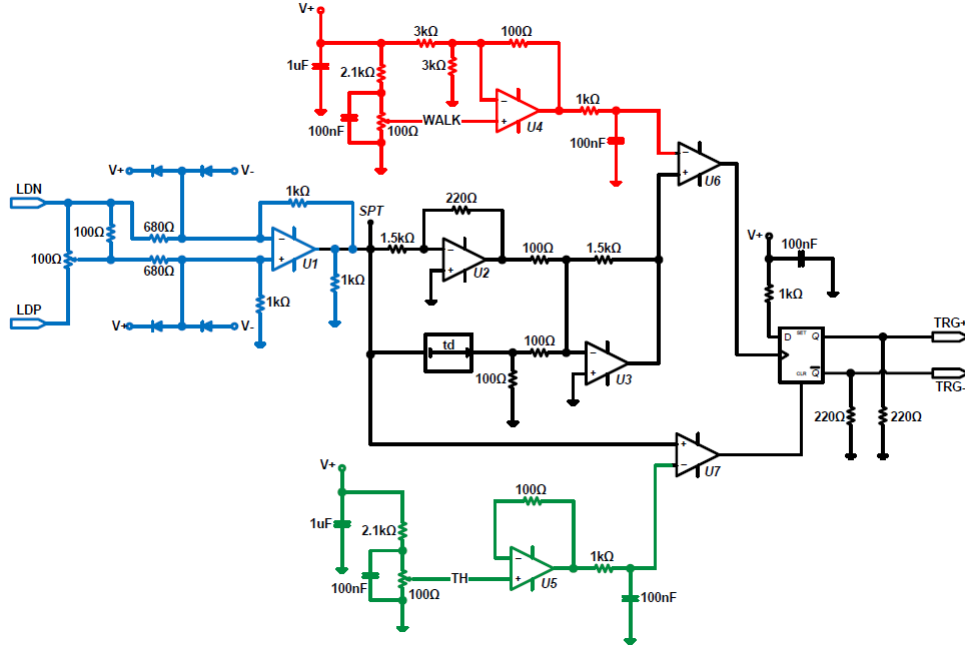 V+
3kΩ
100Ω
1uF
2.1kΩ
3kΩ
100nF
100Ω
WALK
U4
1kΩ
100nF
U6
V+
V-
LDN
100Ω
680Ω
1kΩ
SPT
100Ω
680Ω
U1
1kΩ
1kΩ
LDP
V+
V-
220Ω
1.5kΩ
U2
100Ω
1.5kΩ
td
100Ω
100Ω
U3
V+
100nF
1kΩ
D
SET
Q
CLR
Q
TRG+
TRG-
220Ω
220Ω
U7
V+
1uF
2.1kΩ
100nF
100Ω
TH
100Ω
U5
1kΩ
100nF